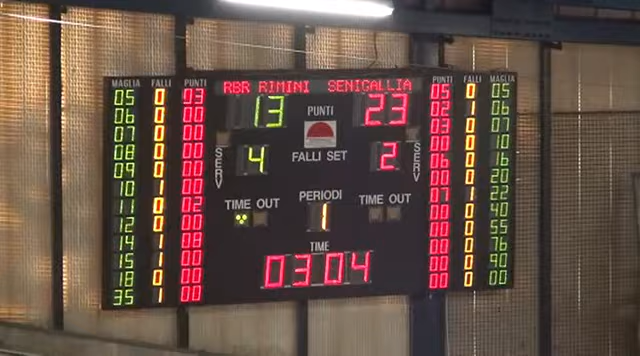 MAGLIA FALLI PUNTI RBR RIMINI SENIGALLIA PUNTI FALLI MAGLIA
05 0 03 13 PUNTI 23 05 0 05
06 0 00 02 1 06
07 0 00 03 0 07
08 0 00 4 FALLI SET 2 00 0 10
09 0 00 SERV SERV 06 0 16
10 1 00 00 0 20
11 0 02 TIME OUT PERIODI TIME OUT 07 1 22
12 0 00 1 00 0 40
14 1 08 TIME 00 0 55
15 1 00 0304 00 0 76
18 0 00 00 0 90
35 1 00 00 0 00